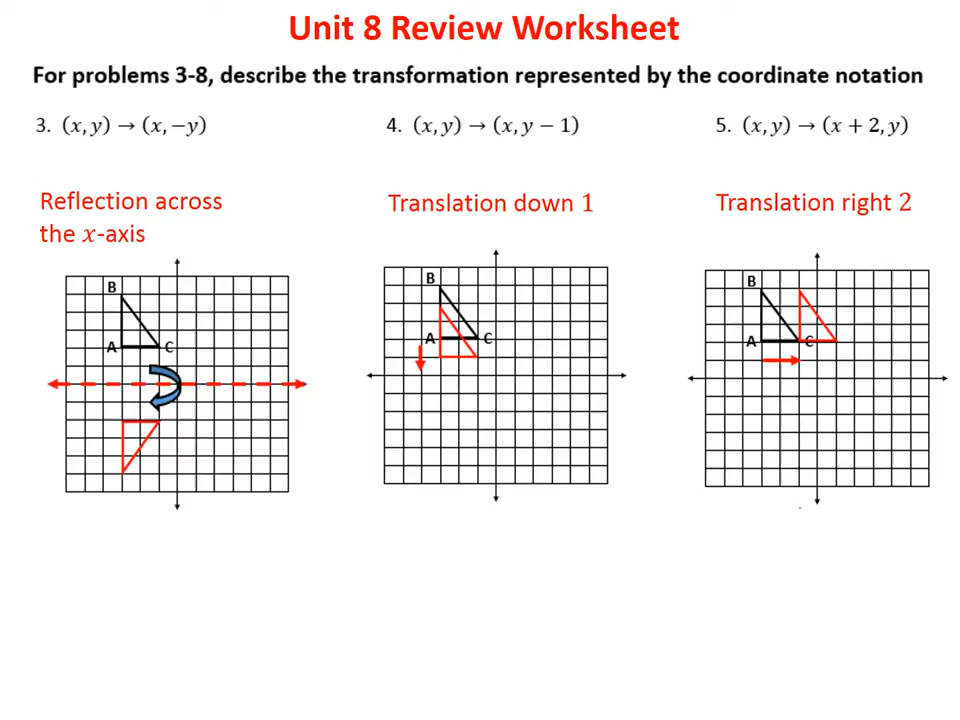 Unit 8 Review Worksheet
For problems 3-8, describe the transformation represented by the coordinate notation
3. (x, y) → (x, −y)
4. (x, y) → (x, y − 1)
5. (x, y) → (x + 2, y)
Reflection across
the x-axis
Translation down 1
Translation right 2
B
A C
B
A C
B
A C